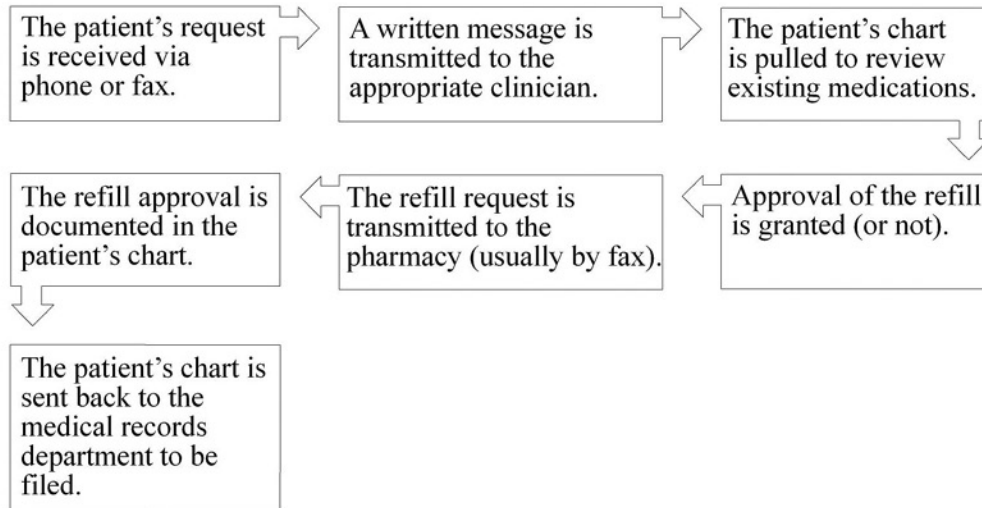 The patient’s request
is received via
phone or fax.
A written message is
transmitted to the
appropriate clinician.
The patient’s chart
is pulled to review
existing medications.
Approval of the refill
is granted (or not).
The refill request is
transmitted to the
pharmacy (usually by fax).
The refill approval is
documented in the
patient’s chart.
The patient’s chart is
sent back to the
medical records
department to be
filed.